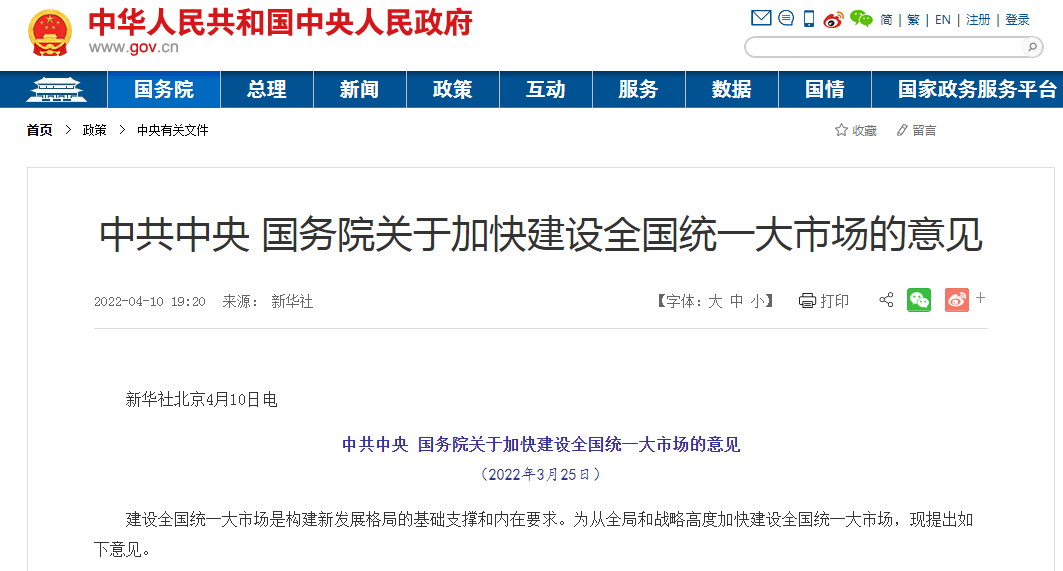 中华人民共和国中央人民政府
www.gov.cn
简 | 繁 | EN | 注册 | 登录
国务院 总理 新闻 政策 互动 服务 数据 国情 国家政务服务平台
首页 > 政策 > 中央有关文件
收藏 留言
中共中央 国务院关于加快建设全国统一大市场的意见
2022-04-10 19:20 来源： 新华社 【字体：大 中 小】 打印 +
新华社北京4月10日电
中共中央 国务院关于加快建设全国统一大市场的意见
（2022年3月25日）
建设全国统一大市场是构建新发展格局的基础支撑和内在要求。为从全局和战略高度加快建设全国统一大市场，现提出如
下意见。